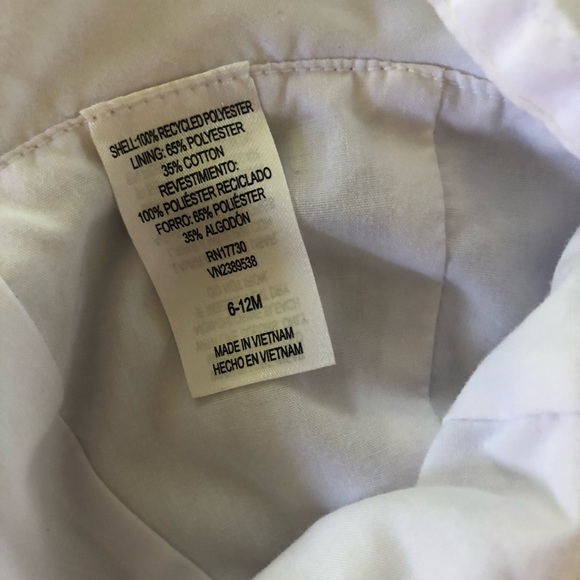 SHELL-100% RECYCLED POLYESTER
LINING: 65% POLYESTER
35% COTTON
REVESTIMIENTO:
100% POLIÉSTER RECICLADO
FORRO: 65% POLIÉSTER
35% ALGODÓN
RN17730
VN2389538
6-12M
MADE IN VIETNAM
HECHO EN VIETNAM